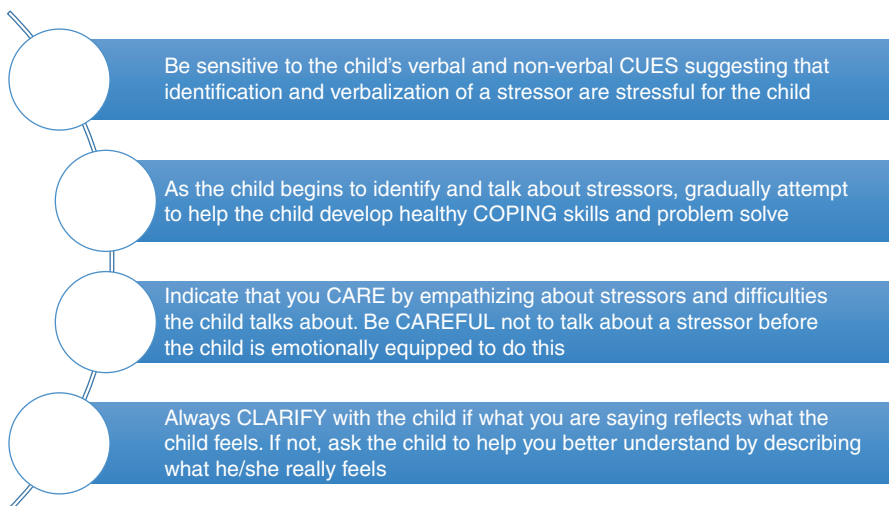 Be sensitive to the child's verbal and non-verbal CUES suggesting that
identification and verbalization of a stressor are stressful for the child
As the child begins to identify and talk about stressors, gradually attempt
to help the child develop healthy COPING skills and problem solve
Indicate that you CARE by empathizing about stressors and difficulties
the child talks about. Be CAREFUL not to talk about a stressor before
the child is emotionally equipped to do this
Always CLARIFY with the child if what you are saying reflects what the
child feels. If not, ask the child to help you better understand by describing
what he/she really feels